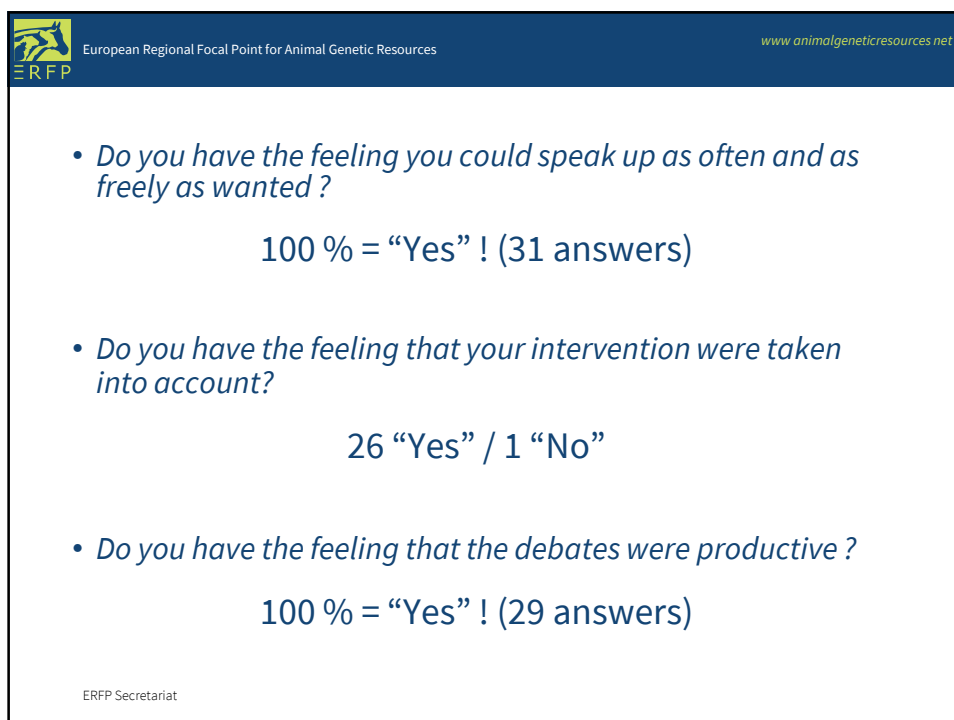 ERFP
European Regional Focal Point for Animal Genetic Resources
www animalgeneticresources net
• Do you have the feeling you could speak up as often and as
freely as wanted ?
100 % = “Yes” ! (31 answers)
• Do you have the feeling that your intervention were taken
into account?
26 “Yes” / 1 “No”
• Do you have the feeling that the debates were productive ?
100 % = “Yes” ! (29 answers)
ERFP Secretariat